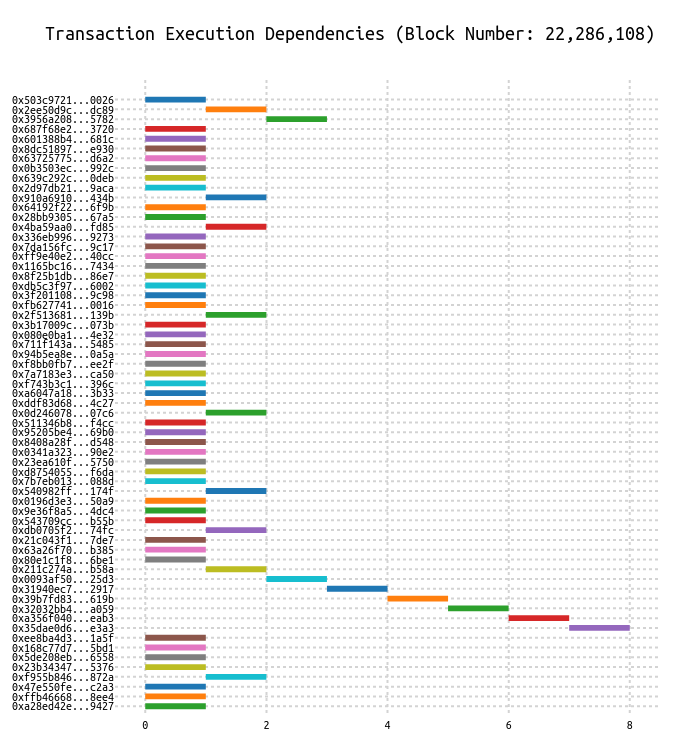 Transaction Execution Dependencies (Block Number: 22,286,108)
0x503c9721...0026
0x2ee50d9c...dc89
0x3956a208...5782
0x687f68e2...3720
0x601388b4...681c
0x8dc51897...e930
0x63725775...d6a2
0x0b3503ec...992c
0x639c292c...0deb
0x2d97db21...9aca
0x910a6910...434b
0x64192f22...6f9b
0x28bb9305...67a5
0x4ba59aa0...fd85
0x336eb996...9273
0x7da156fc...9c17
0xff9e40e2...40cc
0x1165bc16...7434
0x8f25b1db...86e7
0xdb5c3f97...6002
0x3f201108...9c98
0xfb627741...0016
0x2f513681...139b
0x3b17009c...073b
0x080e0ba1...4e32
0x711f143a...5485
0x94b5ea8e...0a5a
0xf8bb0fb7...ee2f
0x7a7183e3...ca50
0xf743b3c1...396c
0xa6047a18...3b33
0xddf83d68...4c27
0x0d246078...07c6
0x511346b8...f4cc
0x95205be4...69b0
0x8408a28f...d548
0x0341a323...90e2
0x23ea610f...5750
0xd8754055...f6da
0x7b7eb013...088d
0x540982ff...174f
0x0196d3e3...50a9
0x9e36f8a5...4dc4
0x543709cc...b55b
0xdb0705f2...74fc
0x21c043f1...7de7
0x63a26f70...b385
0x80e1c1f8...6be1
0x211c274a...b58a
0x0093af50...25d3
0x31940ec7...2917
0x39b7fd83...619b
0x32032bb4...a059
0xa356f040...eab3
0x35dae0d6...e3a3
0xee8ba4d3...1a5f
0x168c77d7...5bd1
0x5de208eb...6558
0x23b34347...5376
0xf955b846...872a
0x47e550fe...c2a3
0xffb46668...8ee4
0xa28ed42e...9427
0 2 4 6 8